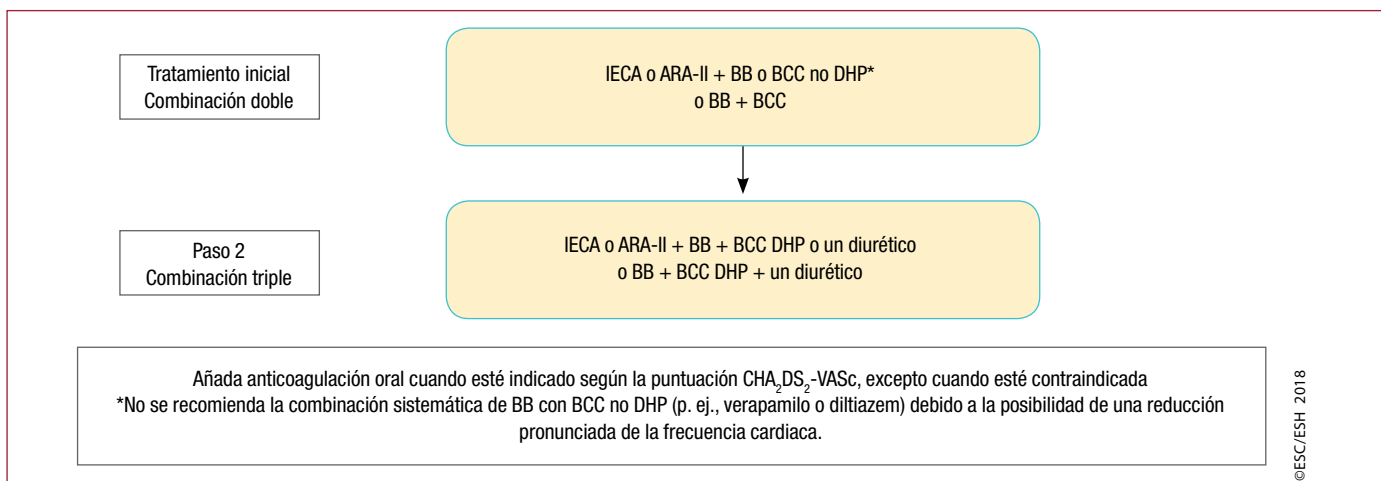 Tratamiento inicial
Combinación doble
IECA o ARA-II + BB o BCC no DHP*
o BB + BCC
Paso 2
Combinación triple
IECA o ARA-II + BB + BCC DHP o un diurético
o BB + BCC DHP + un diurético
Añada anticoagulación oral cuando esté indicado según la puntuación CHA₂DS₂-VASc, excepto cuando esté contraindicada
*No se recomienda la combinación sistemática de BB con BCC no DHP (p. ej., verapamilo o diltiazem) debido a la posibilidad de una reducción
pronunciada de la frecuencia cardiaca.
©ESC/ESH 2018